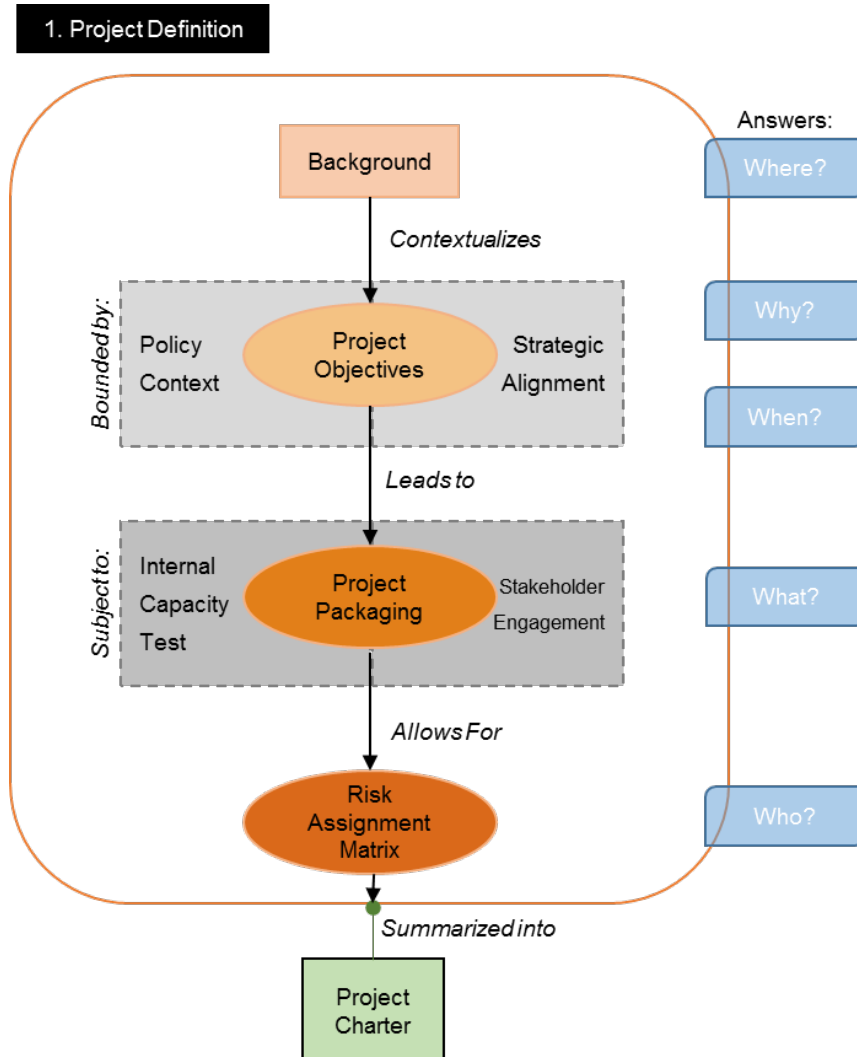 1. Project Definition
Answers:
Background
Where?
Contextualizes
Bounded by:
Policy
Context
Project
Objectives
Strategic
Alignment
Why?
When?
Leads to
Subject to:
Internal
Capacity
Test
Project
Packaging
Stakeholder
Engagement
What?
Allows For
Risk
Assignment
Matrix
Who?
Summarized into
Project
Charter